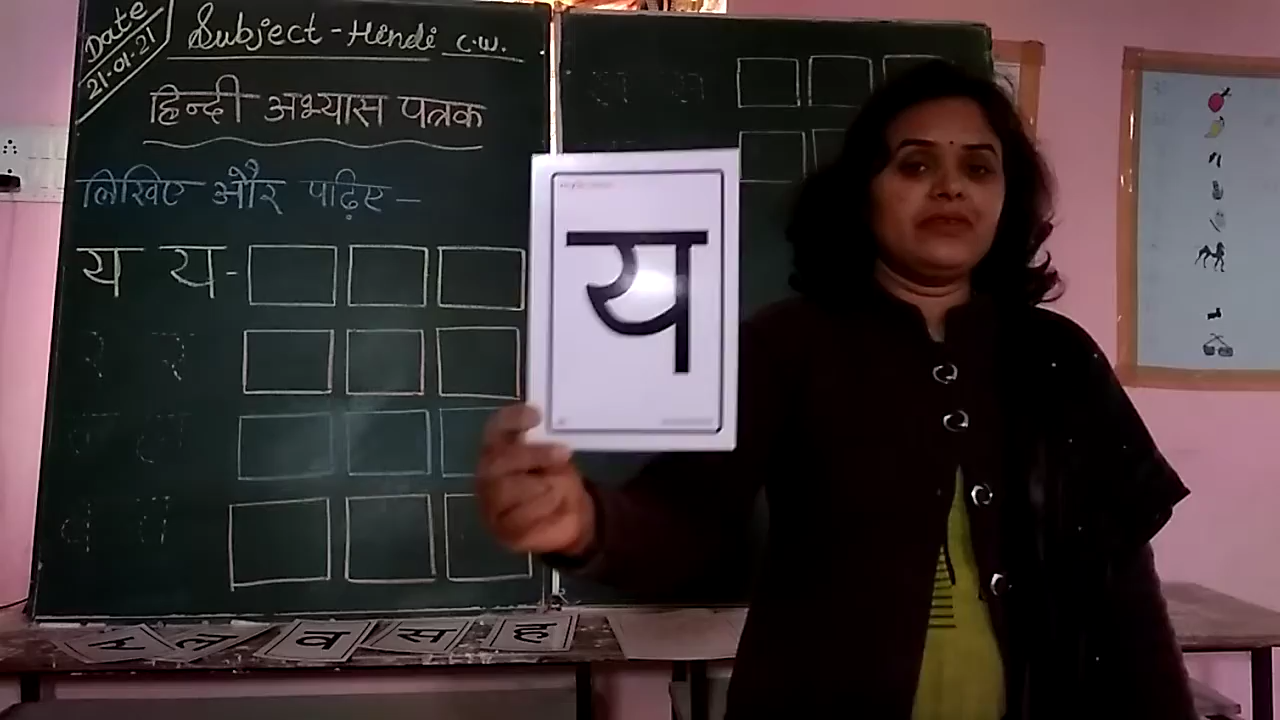 Date
21.01.21
Subject - Hindi C.W.
हिन्दी अभ्यास पत्रक
लिखिए और पढ़िए –
य य -
र र
ल ल
व व
य
र ल व स ह